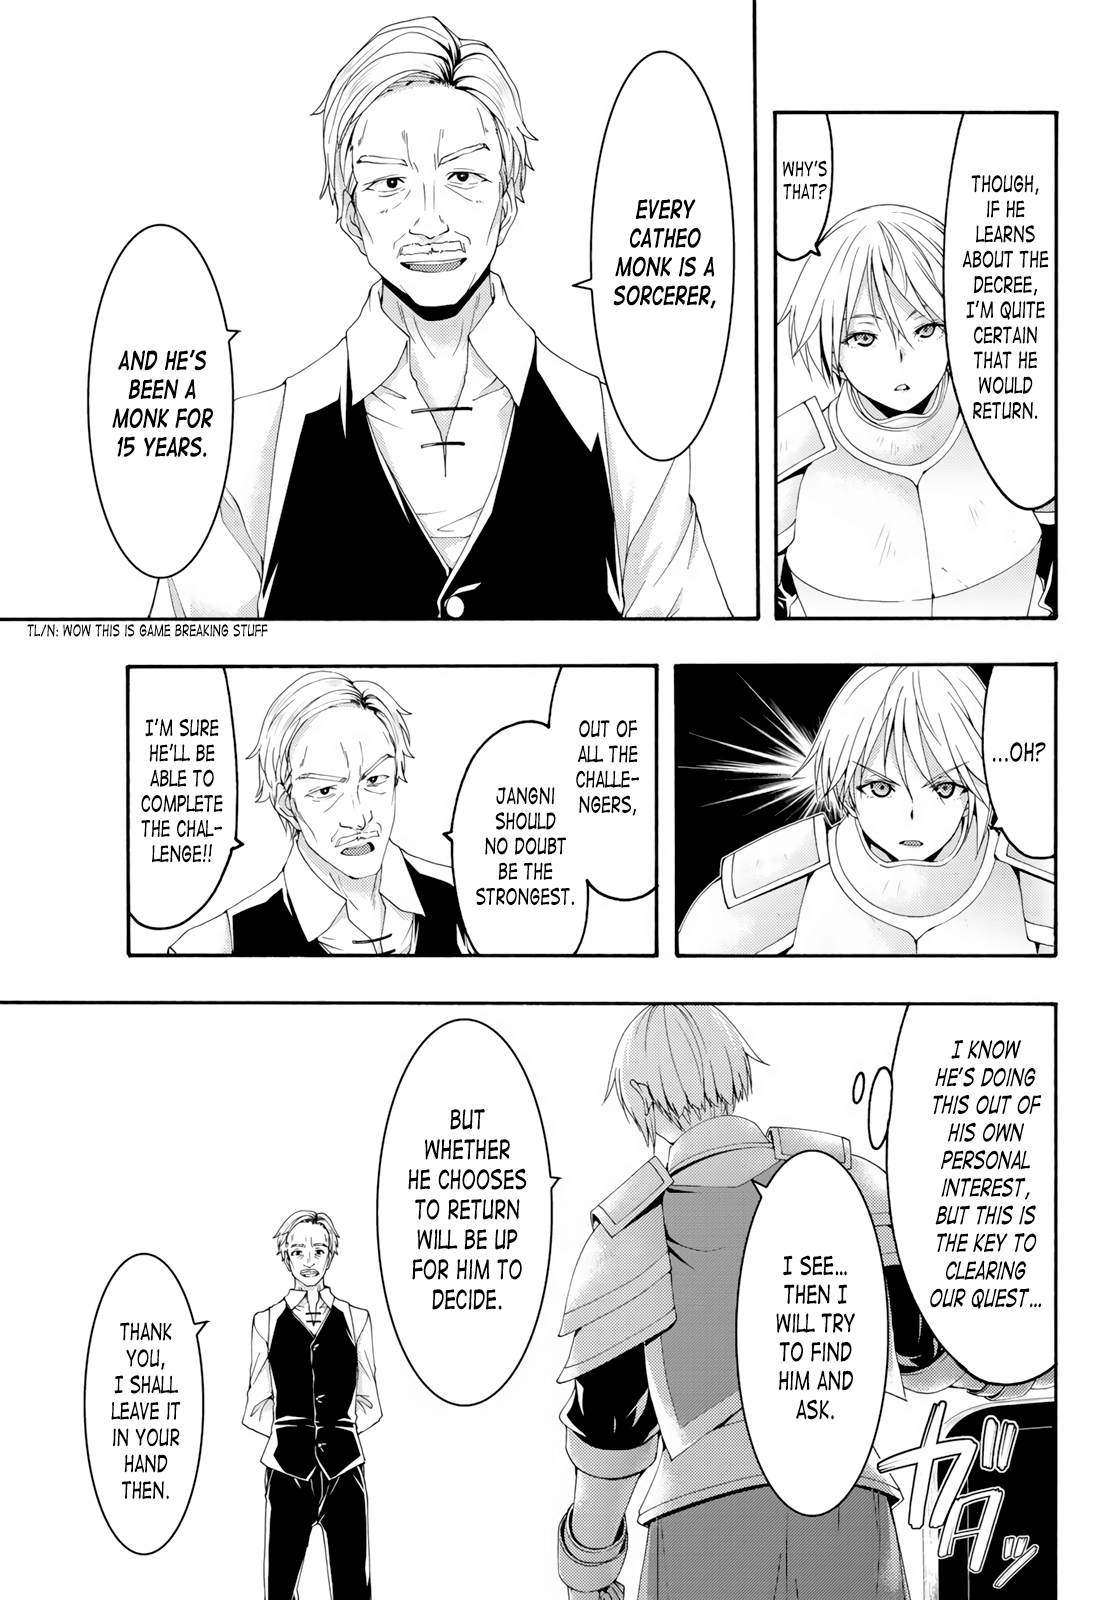 THOUGH,
IF HE
LEARNS
ABOUT THE
DECREE,
I'M QUITE
CERTAIN
THAT HE
WOULD
RETURN.
WHY'S
THAT?
EVERY
CATHEO
MONK IS A
SORCERER,
AND HE'S
BEEN A
MONK FOR
15 YEARS.
TL/N: WOW THIS IS GAME BREAKING STUFF
...OH?
OUT OF
ALL THE
CHALLE-
NGERS,
JANGNI
SHOULD
NO DOUBT
BE THE
STRONGEST.
I'M SURE
HE'LL BE
ABLE TO
COMPLETE
THE CHAL-
LENGE!!
I KNOW
HE'S DOING
THIS OUT OF
HIS OWN
PERSONAL
INTEREST,
BUT THIS IS
THE KEY TO
CLEARING
OUR QUEST...
I SEE...
THEN I
WILL TRY
TO FIND
HIM AND
ASK.
ガタッ
BUT
WHETHER
HE CHOOSES
TO RETURN
WILL BE UP
FOR HIM TO
DECIDE.
THANK
YOU,
I SHALL
LEAVE IT
IN YOUR
HAND
THEN.